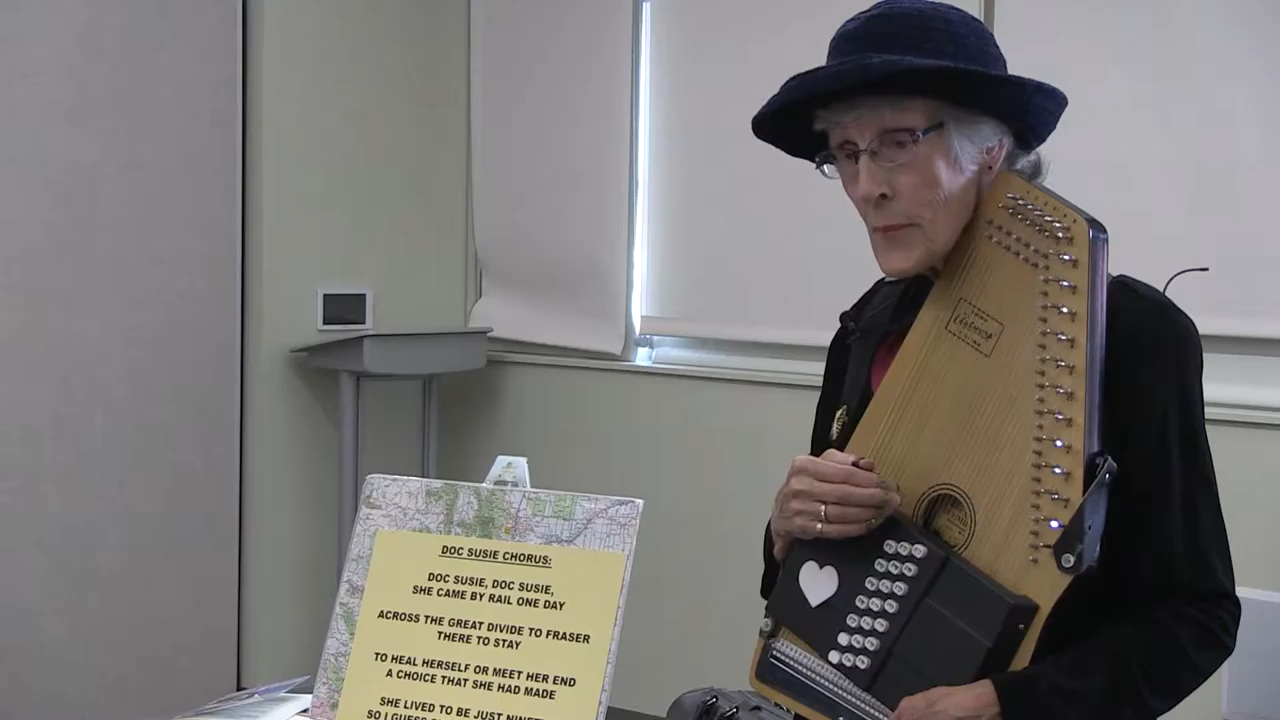 DOC SUSIE CHORUS:
DOC SUSIE, DOC SUSIE,
SHE CAME BY RAIL ONE DAY
ACROSS THE GREAT DIVIDE TO FRASER
THERE TO STAY
TO HEAL HERSELF OR MEET HER END
A CHOICE THAT SHE HAD MADE
SHE LIVED TO BE JUST
SO I GUESS